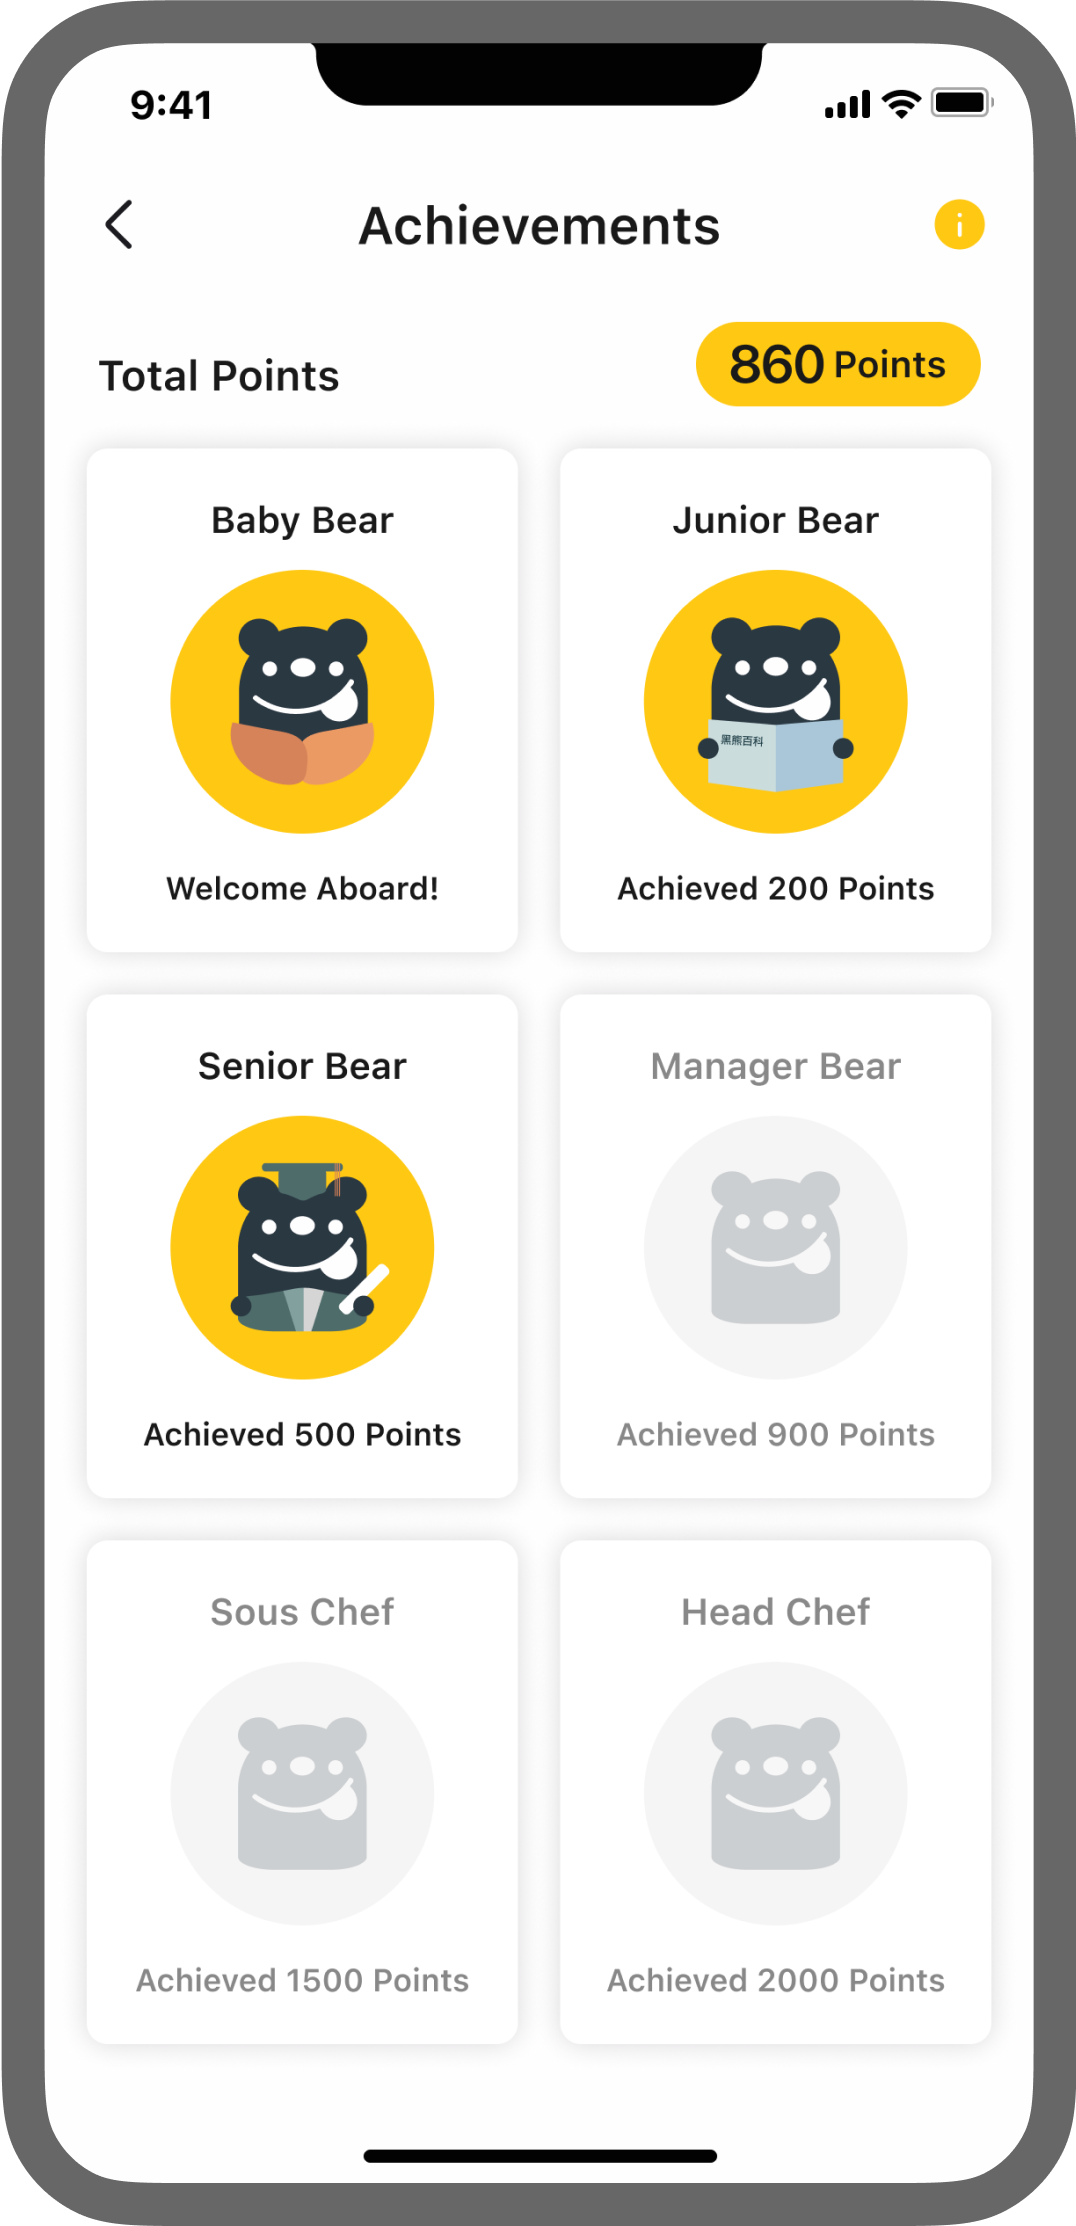 9:41
Achievements
Total Points
860 Points
Baby Bear
Junior Bear
黑熊百科
Welcome Aboard!
Achieved 200 Points
Senior Bear
Manager Bear
Achieved 500 Points
Achieved 900 Points
Sous Chef
Head Chef
Achieved 1500 Points
Achieved 2000 Points